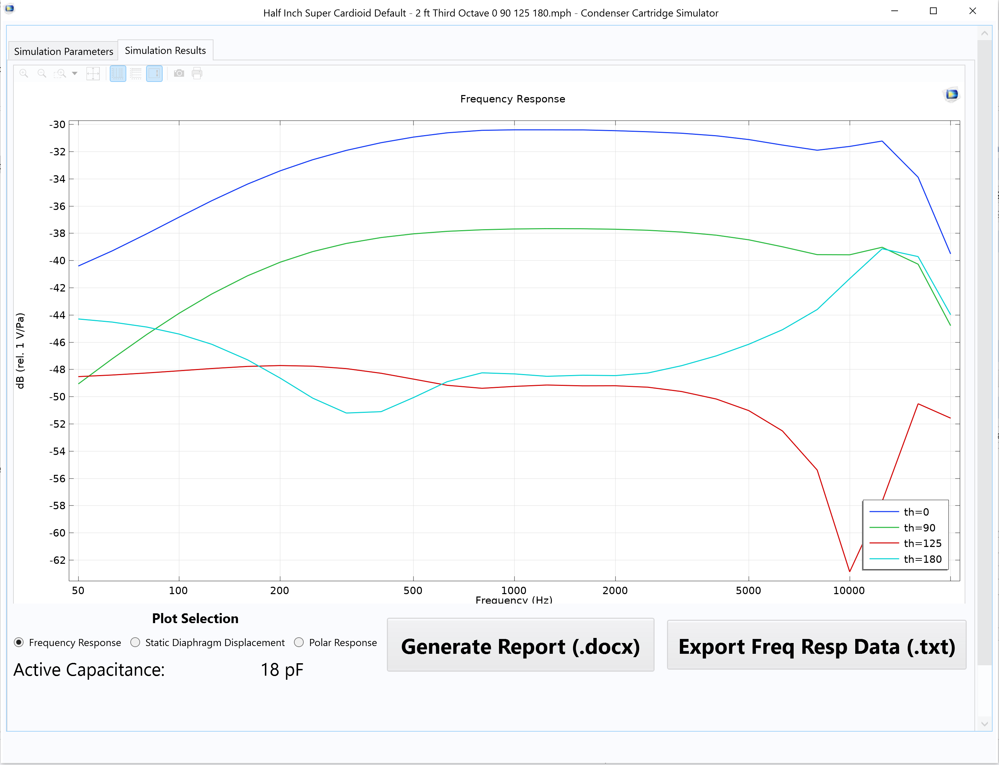 Half Inch Super Cardioid Default - 2 ft Third Octave 0 90 125 180.mph - Condenser Cartridge Simulator
Simulation Parameters
Simulation Results
Frequency Response
-30
-32
-34
-36
-38
-40
-42
-44
-46
-48
-50
-52
-54
-56
-58
-60
-62
dB (rel. 1 V/Pa)
th=0
th=90
th=125
th=180
50 100 200 500 1000 2000 5000 10000
Frequency (Hz)
Plot Selection
Frequency Response Static Diaphragm Displacement Polar Response
Active Capacitance: 18 pF
Generate Report (.docx)
Export Freq Resp Data (.txt)